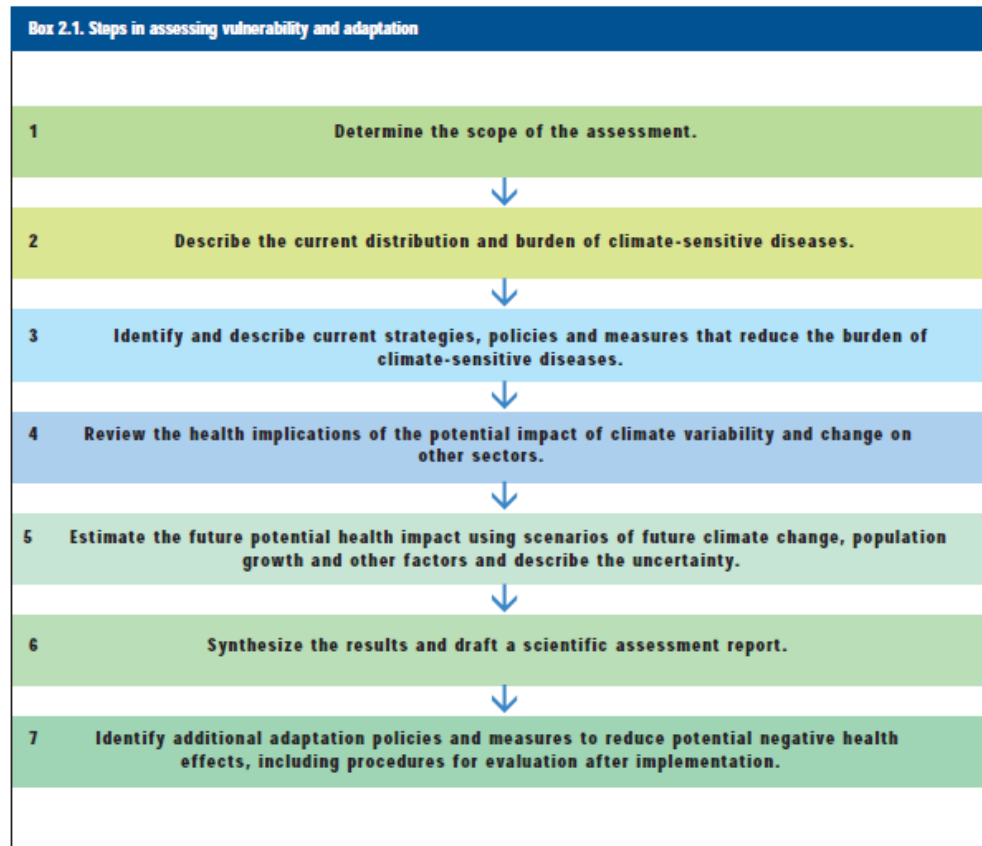 Box 2.1. Steps in assessing vulnerability and adaptation
1 Determine the scope of the assessment.
2 Describe the current distribution and burden of climate-sensitive diseases.
3 Identify and describe current strategies, policies and measures that reduce the burden of
climate-sensitive diseases.
4 Review the health implications of the potential impact of climate variability and change on
other sectors.
5 Estimate the future potential health impact using scenarios of future climate change, population
growth and other factors and describe the uncertainty.
6 Synthesize the results and draft a scientific assessment report.
7 Identify additional adaptation policies and measures to reduce potential negative health
effects, including procedures for evaluation after implementation.